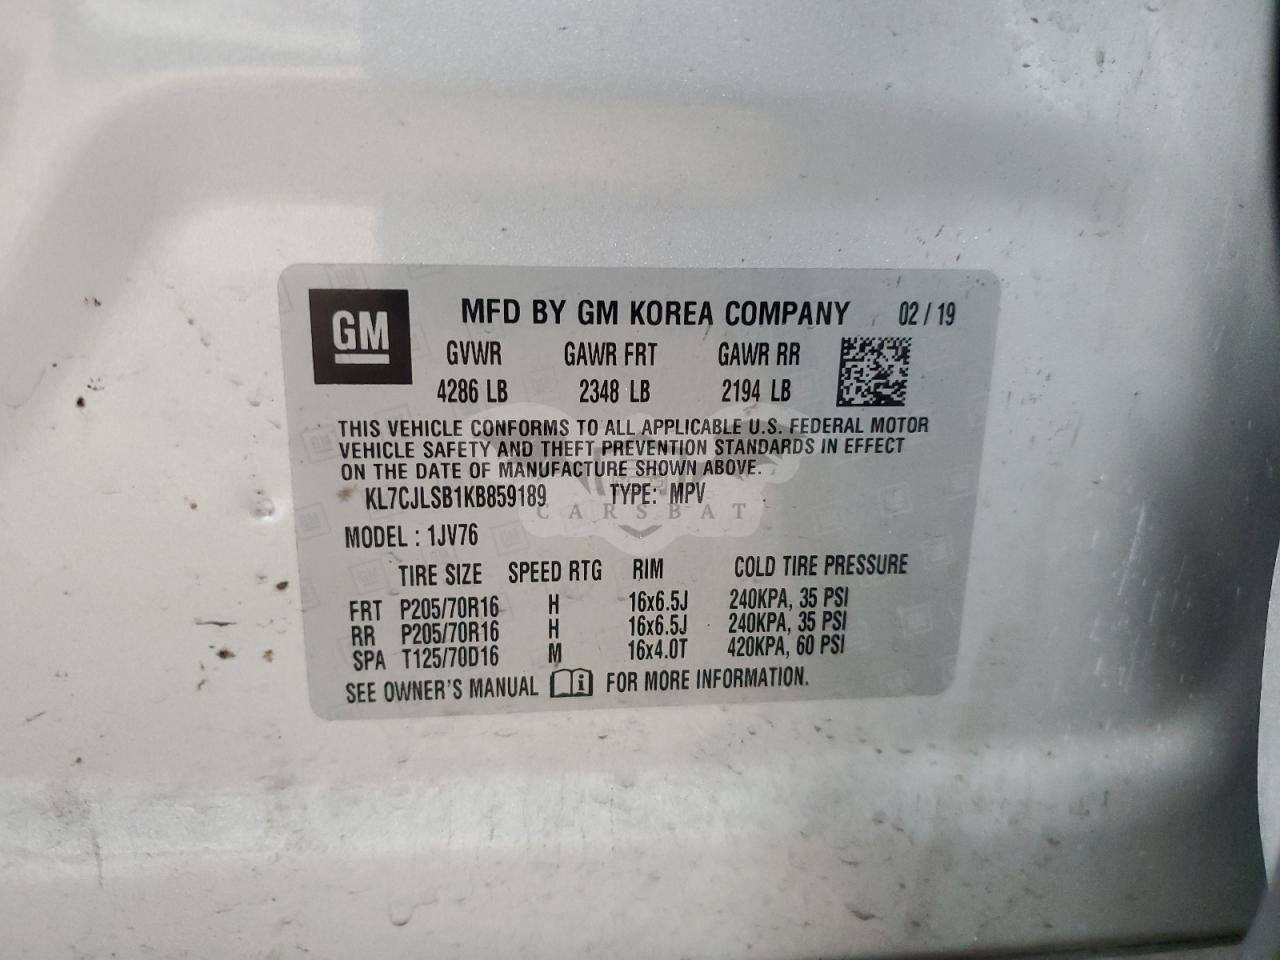 GM
MFD BY GM KOREA COMPANY 02/19
GVWR GAWR FRT GAWR RR
4286 LB 2348 LB 2194 LB
THIS VEHICLE CONFORMS TO ALL APPLICABLE U.S. FEDERAL MOTOR
VEHICLE SAFETY AND THEFT PREVENTION STANDARDS IN EFFECT
ON THE DATE OF MANUFACTURE SHOWN ABOVE.
KL7CJLSB1KB859189 TYPE: MPV
CARSBAT
MODEL : 1JV76
TIRE SIZE SPEED RTG RIM COLD TIRE PRESSURE
FRT P205/70R16 H 16x6.5J 240KPA, 35 PSI
RR P205/70R16 H 16x6.5J 240KPA, 35 PSI
SPA T125/70D16 M 16x4.0T 420KPA, 60 PSI
SEE OWNER'S MANUAL i FOR MORE INFORMATION.